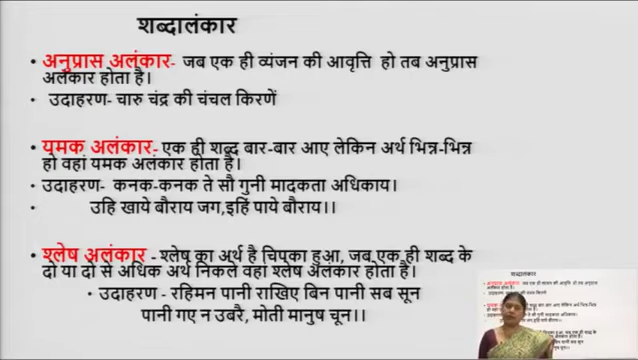 शब्दालंकार
• अनुप्रास अलंकार- जब एक ही व्यंजन की आवृत्ति हो तब अनुप्रास
अलंकार होता है।
• उदाहरण- चारु चंद्र की चंचल किरणें
• यमक अलंकार- एक ही शब्द बार-बार आए लेकिन अर्थ भिन्न-भिन्न
हो वहां यमक अलंकार होता है।
• उदाहरण- कनक-कनक ते सौ गुनी मादकता अधिकाय।
• उहि खाये बौराय जग,इहिं पाये बौराय।।
• श्लेष अलंकार - श्लेष का अर्थ है चिपका हुआ, जब एक ही शब्द के
दो या दो से अधिक अर्थ निकले वहा श्लेष अलंकार होता है।
• उदाहरण - रहिमन पानी राखिए बिन पानी सब सून
पानी गए न उबरै, मोती मानुष चून।।
शब्दालंकार